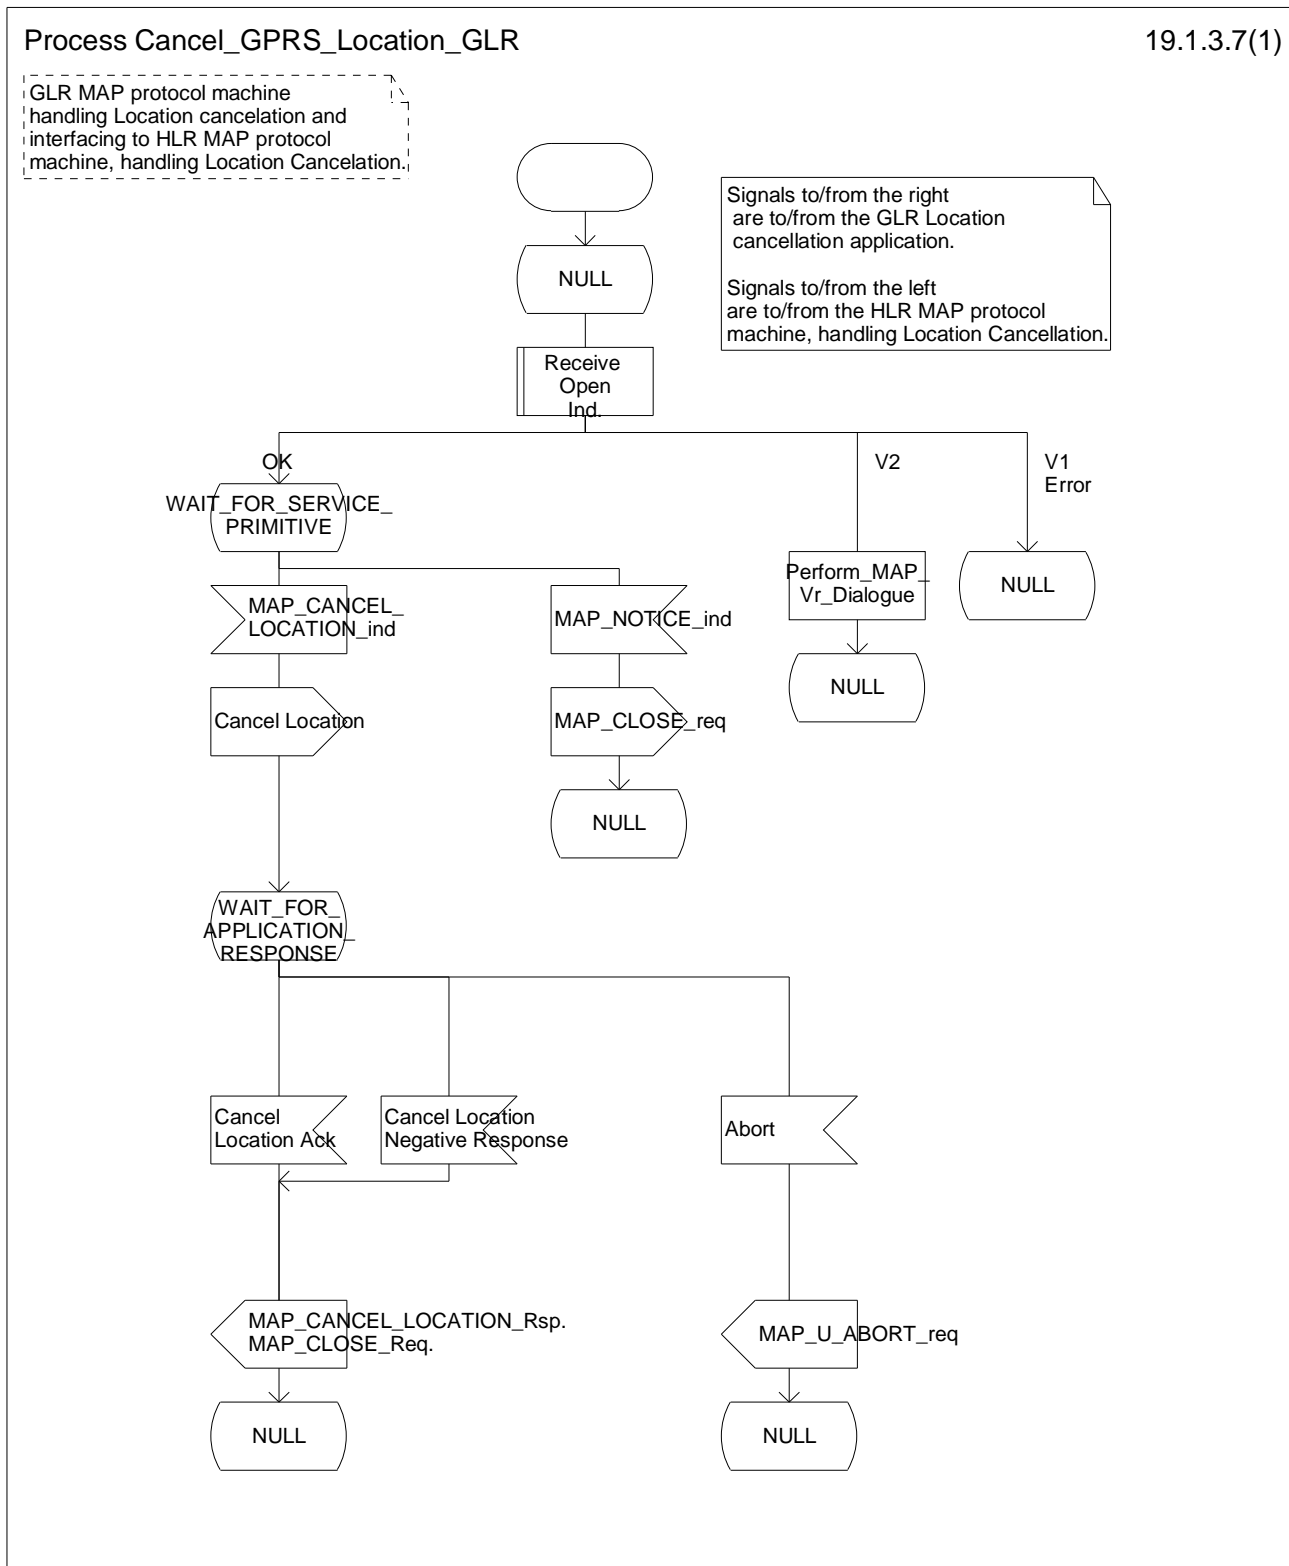 Process Cancel_GPRS_Location_GLR
19.1.3.7(1)
GLR MAP protocol machine
handling Location cancelation and
interfacing to HLR MAP protocol
machine, handling Location Cancelation.
Signals to/from the right
are to/from the GLR Location
cancellation application.
Signals to/from the left
are to/from the HLR MAP protocol
machine, handling Location Cancellation.
NULL
Receive
Open
Ind.
OK
V2
V1
Error
WAIT_FOR_SERVICE_
PRIMITIVE
Perform_MAP_
Vr_Dialogue
NULL
MAP_CANCEL_
LOCATION_ind
MAP_NOTICE_ind
NULL
Cancel Location
MAP_CLOSE_req
NULL
WAIT_FOR_
APPLICATION_
RESPONSE
Cancel
Location Ack
Cancel Location
Negative Response
Abort
MAP_CANCEL_LOCATION_Rsp.
MAP_CLOSE_Req.
MAP_U_ABORT_req
NULL
NULL